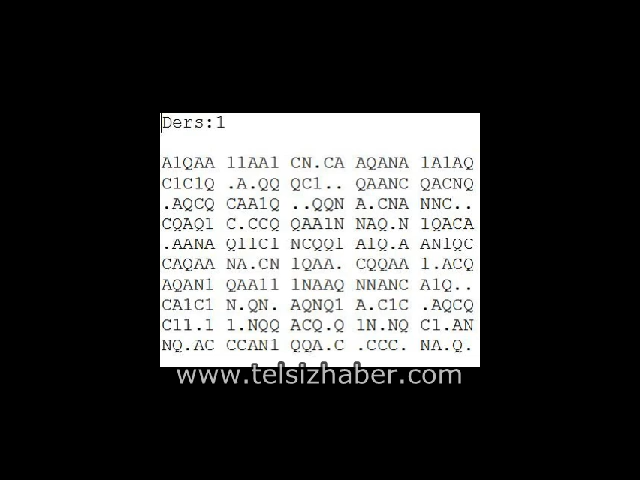 Ders:1
A1QAA 11AA1 CN.CA AQANA 1A1AQ
C1C1Q .A.QQ QC1.. QAANC QACNQ
.AQCQ CAA1Q ..QQN A.CNA NNC..
CQAQ1 C.CCQ QAA1N NAQ.N 1QACA
.AANA Q11C1 NCQQ1 A1Q.A AN1QC
CAQAA NA.CN 1QAA. CQQAA 1.ACQ
AQAN1 QAA11 1NAAQ NNANC A1Q..
CA1C1 N.QN. AQNQ1 A.C1C .AQCQ
C11.1 1.NQQ ACQ.Q 1N.NQ C1.AN
NQ.AC CCAN1 QQA.C .CCC. NA.Q.
www.telsizhaber.com